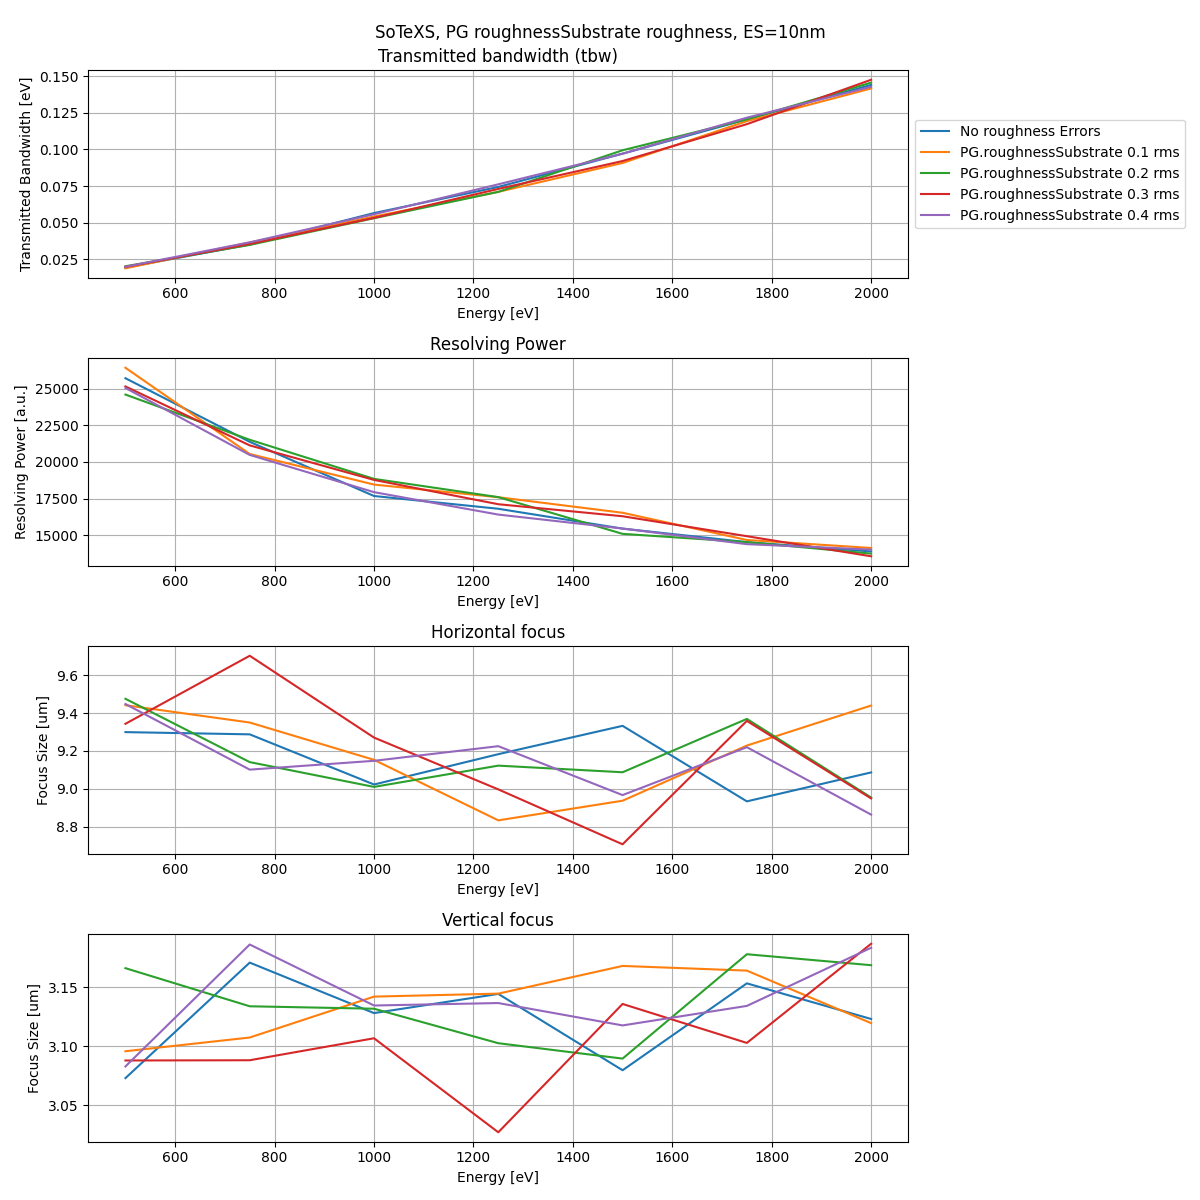 SoTeXS, PG roughnessSubstrate roughness, ES=10nm
Transmitted bandwidth (tbw)
Transmitted Bandwidth [eV]
0.150
0.125
0.100
0.075
0.050
0.025
600 800 1000 1200 1400 1600 1800 2000
Energy [eV]
No roughness Errors
PG.roughnessSubstrate 0.1 rms
PG.roughnessSubstrate 0.2 rms
PG.roughnessSubstrate 0.3 rms
PG.roughnessSubstrate 0.4 rms
Resolving Power
Resolving Power [a.u.]
25000
22500
20000
17500
15000
600 800 1000 1200 1400 1600 1800 2000
Energy [eV]
Horizontal focus
Focus Size [um]
9.6
9.4
9.2
9.0
8.8
600 800 1000 1200 1400 1600 1800 2000
Energy [eV]
Vertical focus
Focus Size [um]
3.15
3.10
3.05
600 800 1000 1200 1400 1600 1800 2000
Energy [eV]